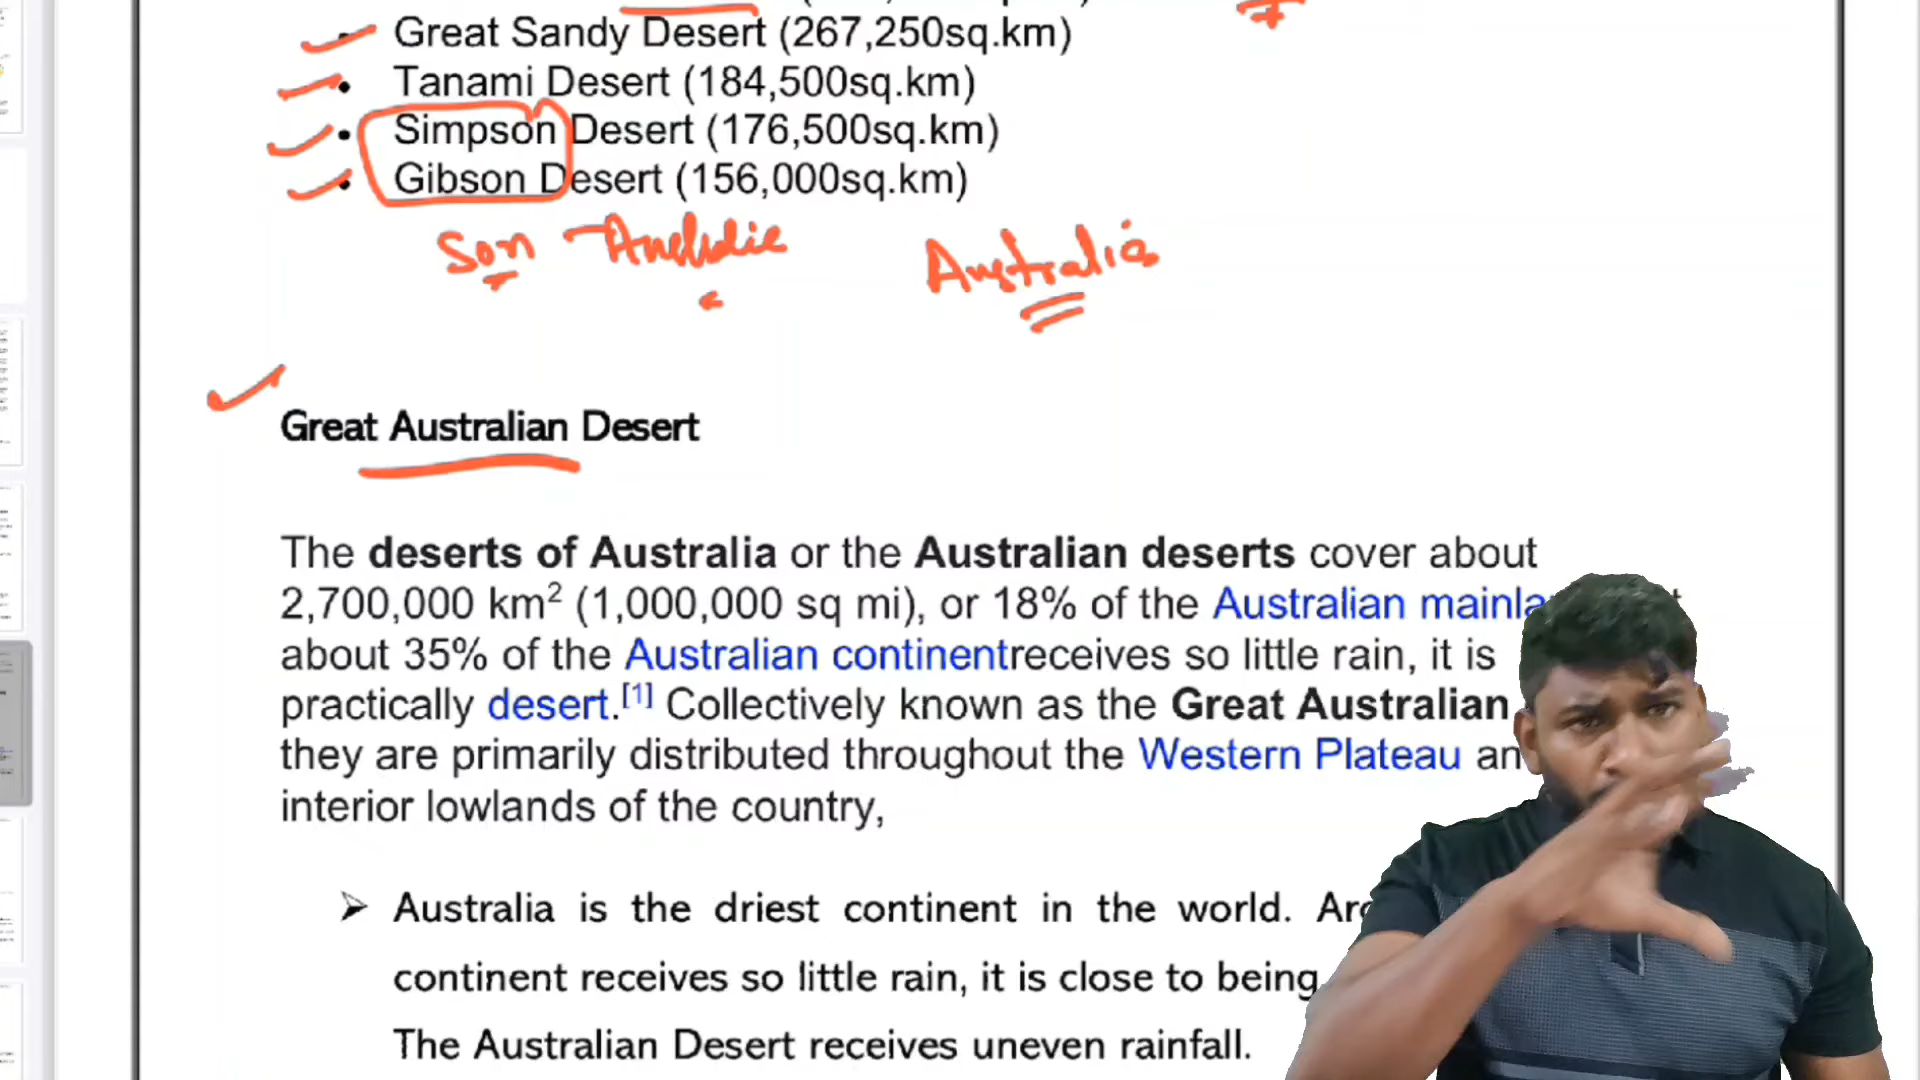 Great Sandy Desert (267,250sq.km)
Tanami Desert (184,500sq.km)
Simpson Desert (176,500sq.km)
Gibson Desert (156,000sq.km)
Son
Australia
Great Australian Desert
The deserts of Australia or the Australian deserts cover about
2,700,000 km² (1,000,000 sq mi), or 18% of the Australian
about 35% of the Australian continentreceives so little rain, it is
practically desert.[1] Collectively known as the Great Australian
they are primarily distributed throughout the Western Plateau
interior lowlands of the country,
➢ Australia is the driest continent in the world.
continent receives so little rain, it is close to being
The Australian Desert receives uneven rainfall.